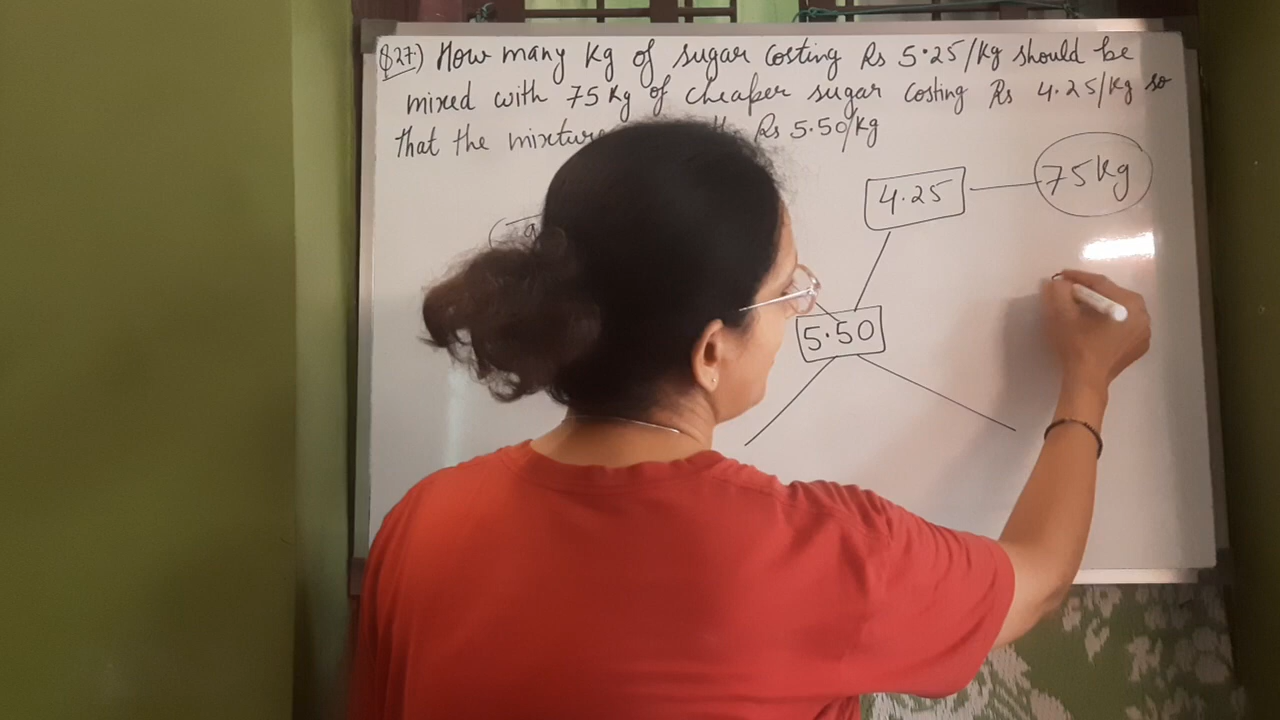 Q27) How many kg of sugar costing Rs 5.25/kg should be
mixed with 75 kg of cheaper sugar costing Rs 4.25/kg so
that the mixture Rs 5.50/kg
4.25 75kg
5.50